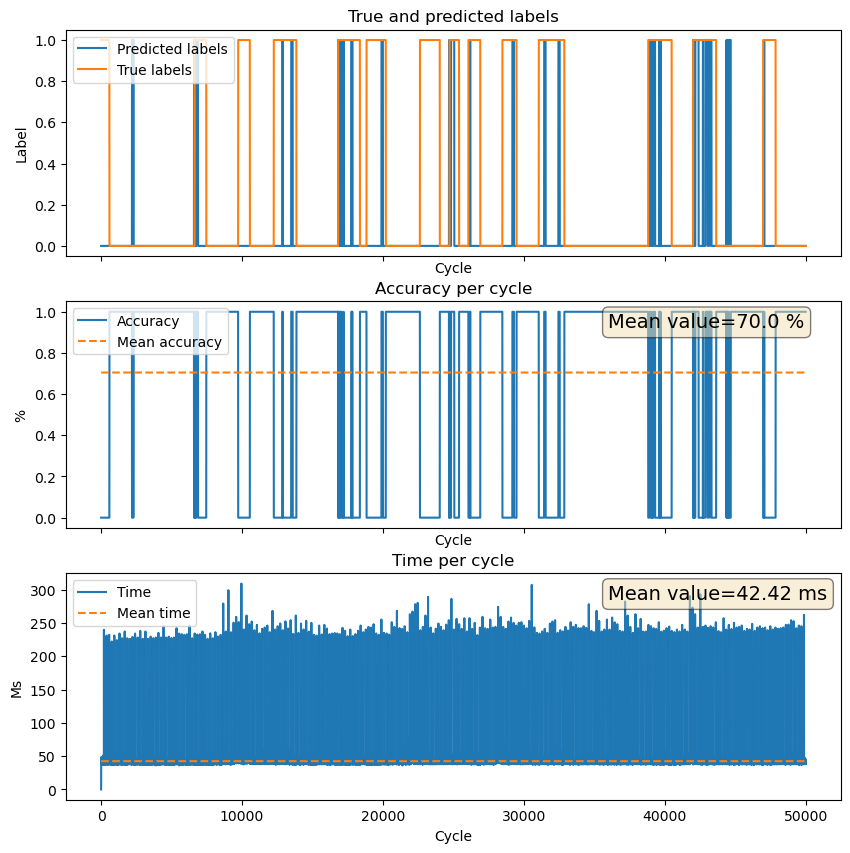 True and predicted labels
Predicted labels
True labels
1.0
0.8
0.6
0.4
0.2
0.0
Label
Cycle
Accuracy per cycle
Accuracy
Mean accuracy
Mean value=70.0 %
1.0
0.8
0.6
0.4
0.2
0.0
%
Cycle
Time per cycle
Time
Mean time
Mean value=42.42 ms
300
250
200
150
100
50
0
Ms
0 10000 20000 30000 40000 50000
Cycle